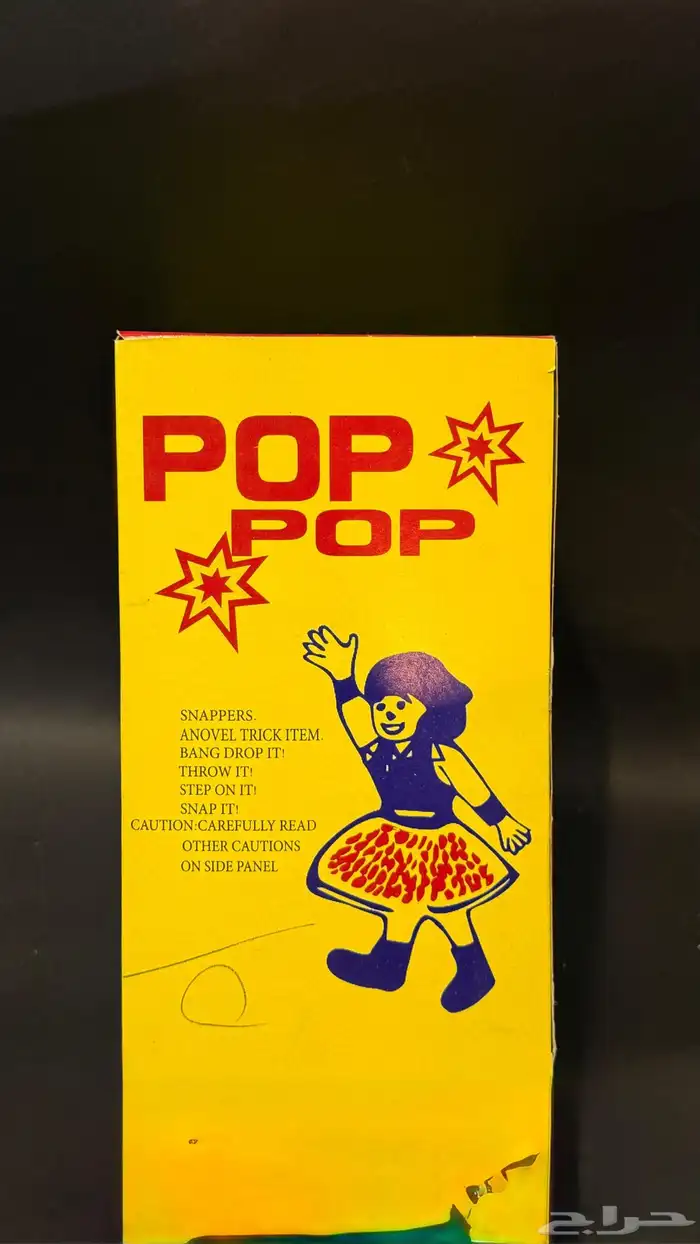 POP
POP
SNAPPERS.
ANOVEL TRICK ITEM.
BANG DROP IT!
THROW IT!
STEP ON IT!
SNAP IT!
CAUTION:CAREFULLY READ
OTHER CAUTIONS
ON SIDE PANEL
حراج